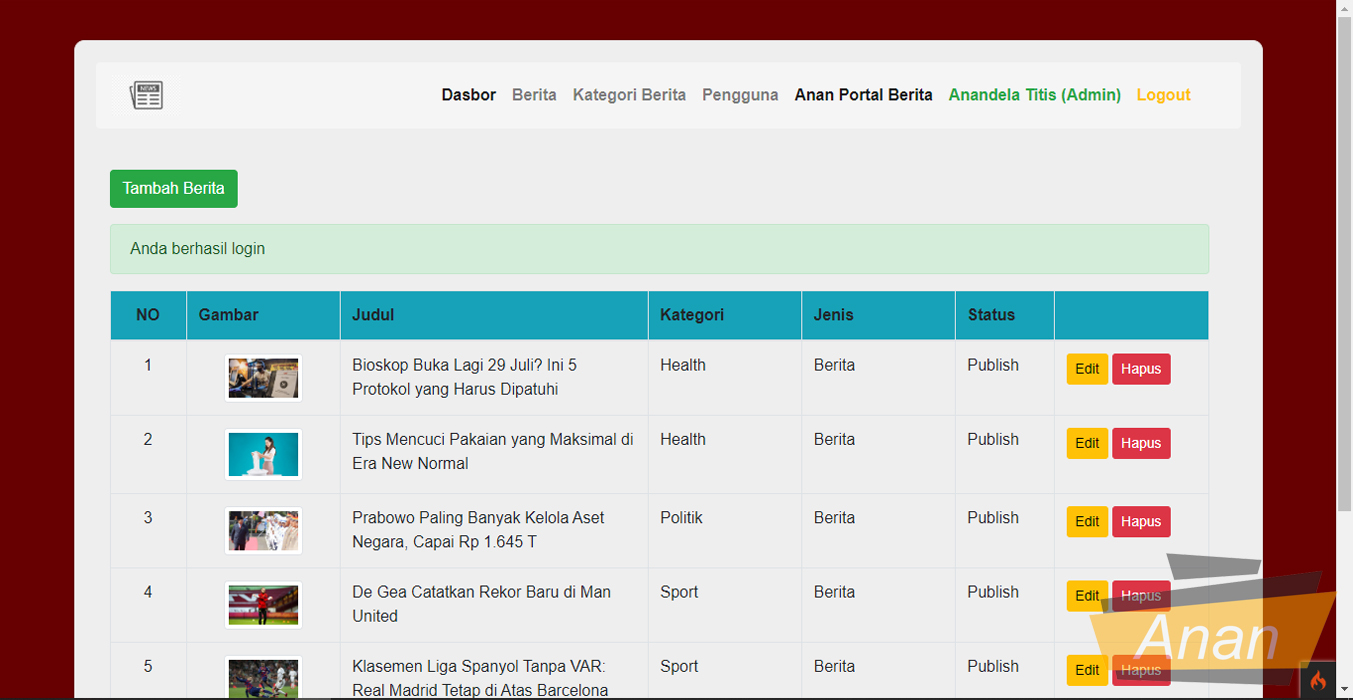 NEWS
Dasbor Berita Kategori Berita Pengguna Anan Portal Berita Anandela Titis (Admin) Logout
Tambah Berita
Anda berhasil login
NO Gambar Judul Kategori Jenis Status
1 Bioskop Buka Lagi 29 Juli? Ini 5 Health Berita Publish Edit Hapus
Protokol yang Harus Dipatuhi
2 Tips Mencuci Pakaian yang Maksimal di Health Berita Publish Edit Hapus
Era New Normal
3 Prabowo Paling Banyak Kelola Aset Politik Berita Publish Edit Hapus
Negara, Capai Rp 1.645 T
4 De Gea Catatkan Rekor Baru di Man Sport Berita Publish Edit Hapus
United
Anan
5 Klasemen Liga Spanyol Tanpa VAR: Sport Berita Publish Edit Hapus
Real Madrid Tetap di Atas Barcelona